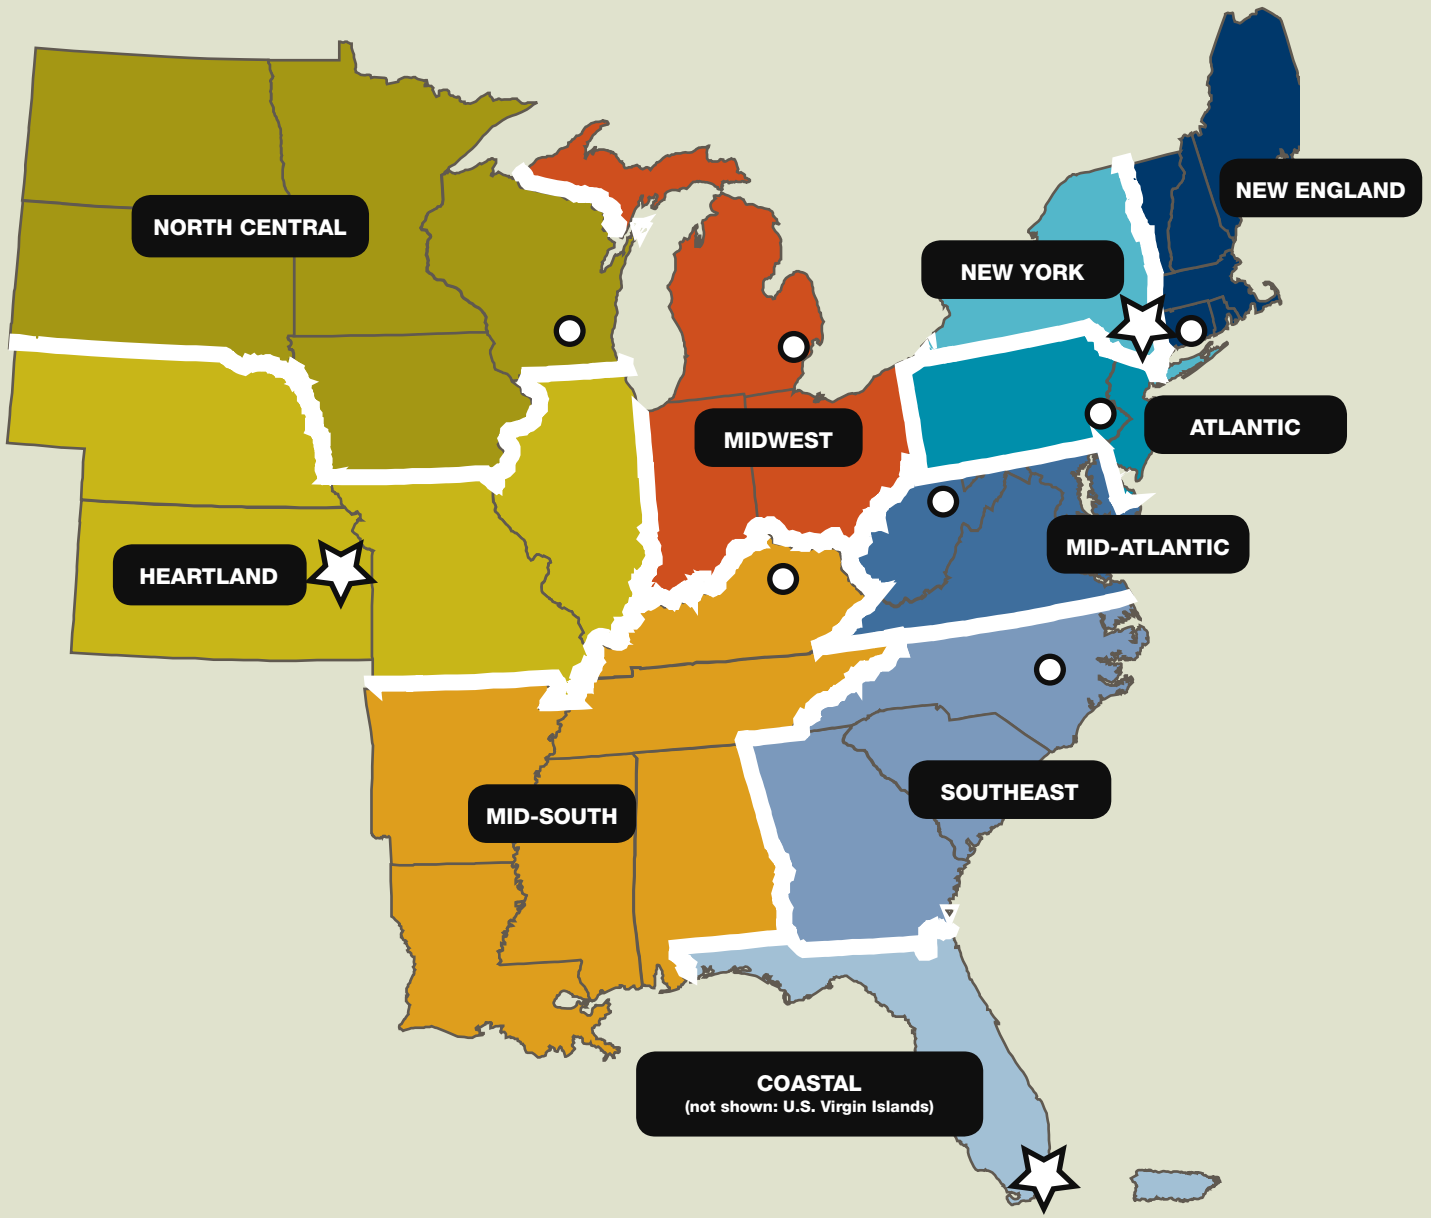 NEW ENGLAND
NORTH CENTRAL
NEW YORK
ATLANTIC
MIDWEST
MID-ATLANTIC
HEARTLAND
SOUTHEAST
MID-SOUTH
COASTAL
(not shown: U.S. Virgin Islands)